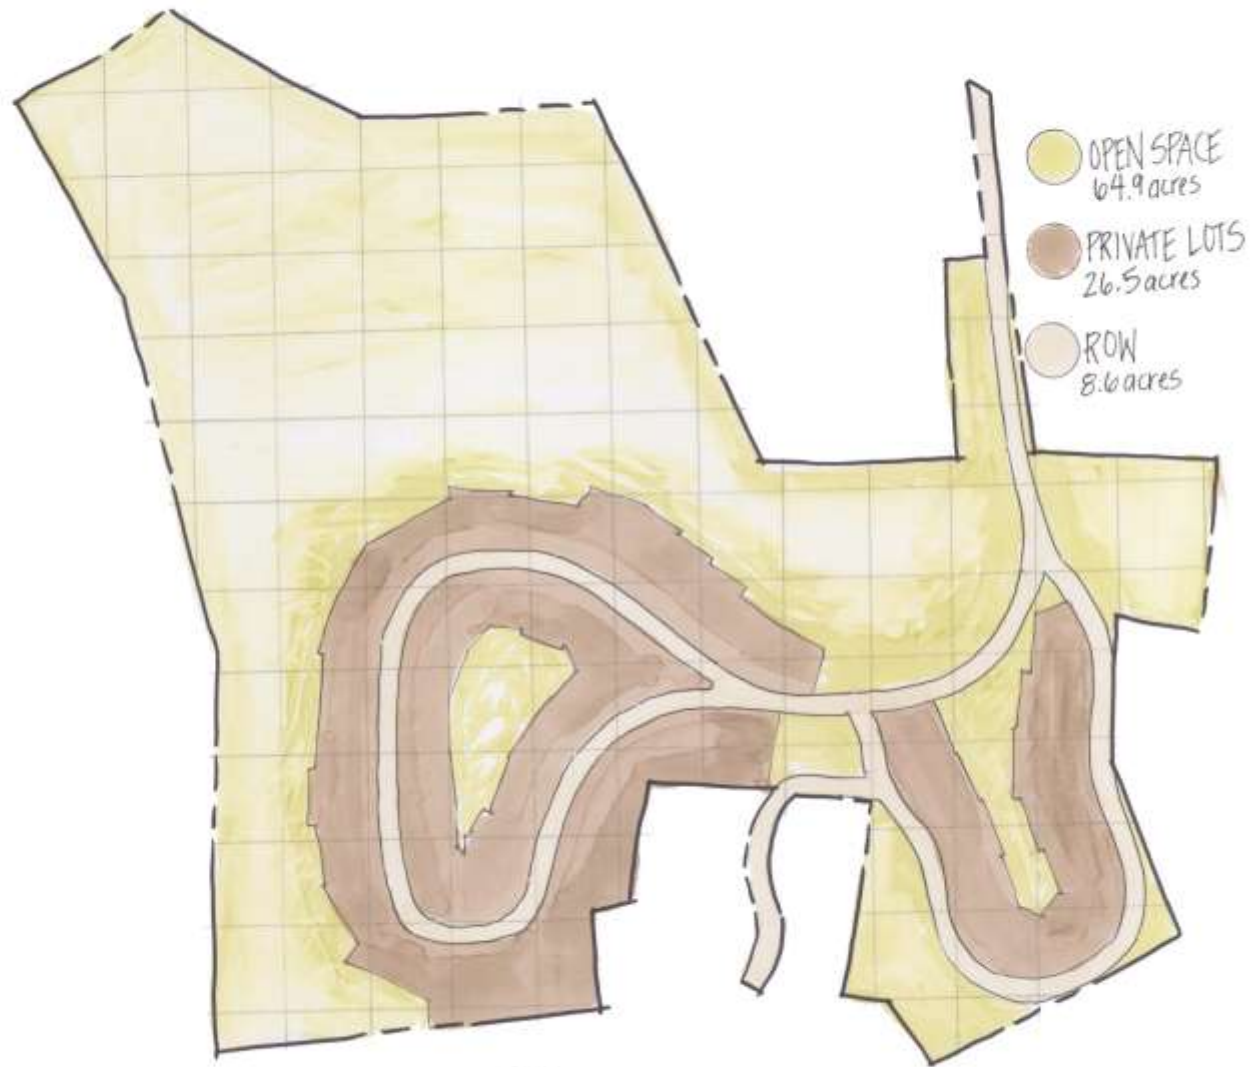 OPEN SPACE
64.9 acres
PRIVATE LOTS
26.5 acres
ROW
8.6 acres